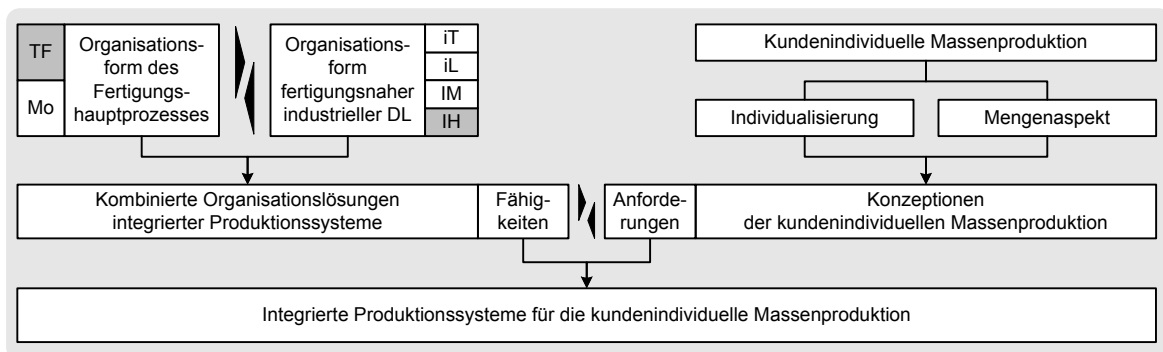 TF
Mo
Organisations-
form des
Fertigungs-
hauptprozesses
Organisations-
form
fertigungsnaher
industrieller DL
iT
iL
IM
IH
Kundenindividuelle Massenproduktion
Individualisierung
Mengenaspekt
Kombinierte Organisationslösungen
integrierter Produktionssysteme
Fähig-
keiten
Anforde-
rungen
Konzeptionen
der kundenindividuellen Massenproduktion
Integrierte Produktionssysteme für die kundenindividuelle Massenproduktion